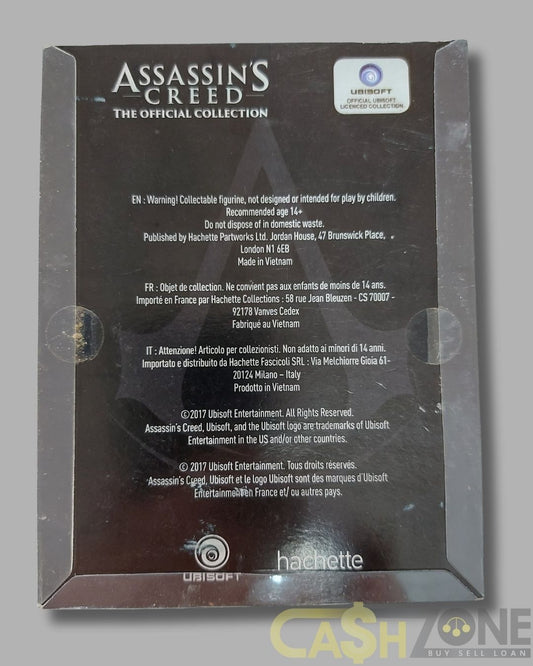 ASSASSIN'S
CREED
THE OFFICIAL COLLECTION
UBISOFT
OFFICIAL UBISOFT
LICENCED COLLECTION
EN : Warning! Collectable figurine, not designed or intended for play by children.
Recommended age 14+
Do not dispose of in domestic waste.
Published by Hachette Partworks Ltd. Jordan House, 47 Brunswick Place,
London N1 6EB
Made in Vietnam
FR : Objet de collection. Ne convient pas aux enfants de moins de 14 ans.
Importé en France par Hachette Collections : 58 rue Jean Bleuzen - CS 70007 -
92178 Vanves Cedex
Fabriqué au Vietnam
IT : Attenzione! Articolo per collezionisti. Non adatto ai minori di 14 anni.
Importato e distribuito da Hachette Fascicoli SRL : Via Melchiorre Gioia 61-
20124 Milano – Italy
Prodotto in Vietnam
©2017 Ubisoft Entertainment. All Rights Reserved.
Assassin's Creed, Ubisoft, and the Ubisoft logo are trademarks of Ubisoft
Entertainment in the US and/or other countries.
© 2017 Ubisoft Entertainment. Tous droits réservés.
Assassin's Creed, Ubisoft et le logo Ubisoft sont des marques d'Ubisoft
Entertainment en France et/ ou autres pays.
UBISOFT
hachette
CA$HZONE
BUY SELL LOAN